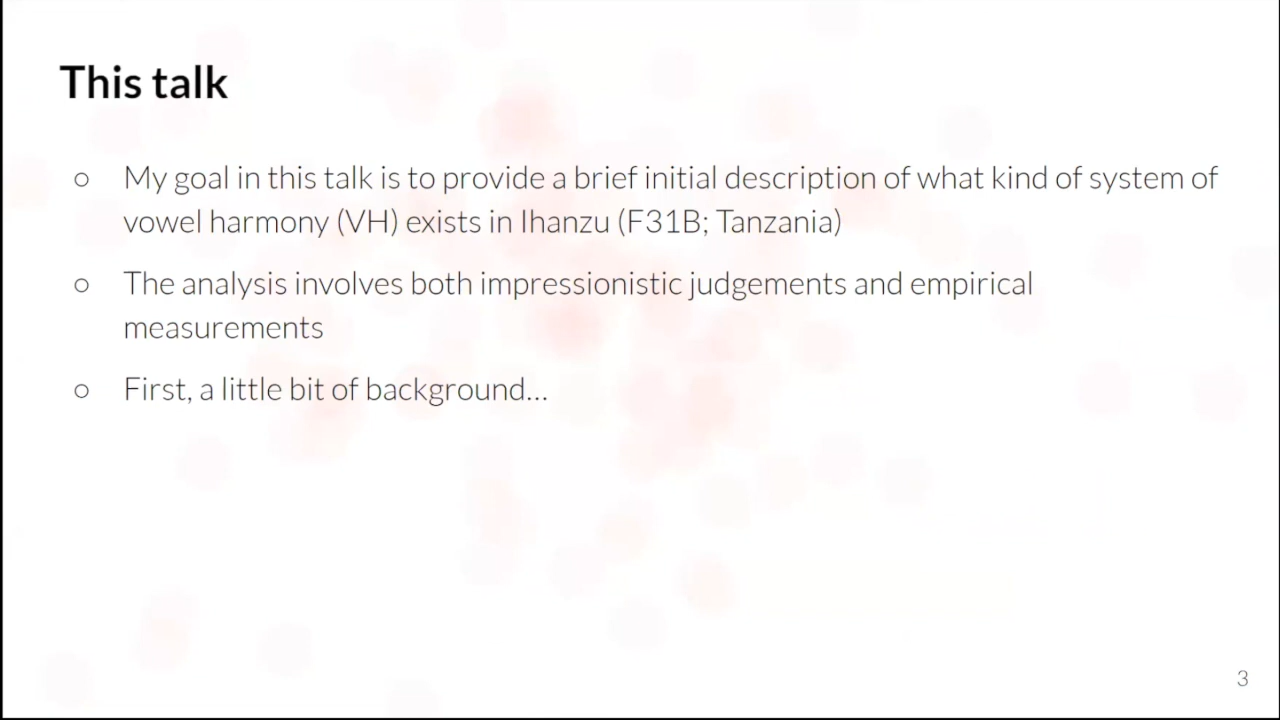 This talk
○ My goal in this talk is to provide a brief initial description of what kind of system of
vowel harmony (VH) exists in Ihanzu (F31B; Tanzania)
○ The analysis involves both impressionistic judgements and empirical
measurements
○ First, a little bit of background...
3